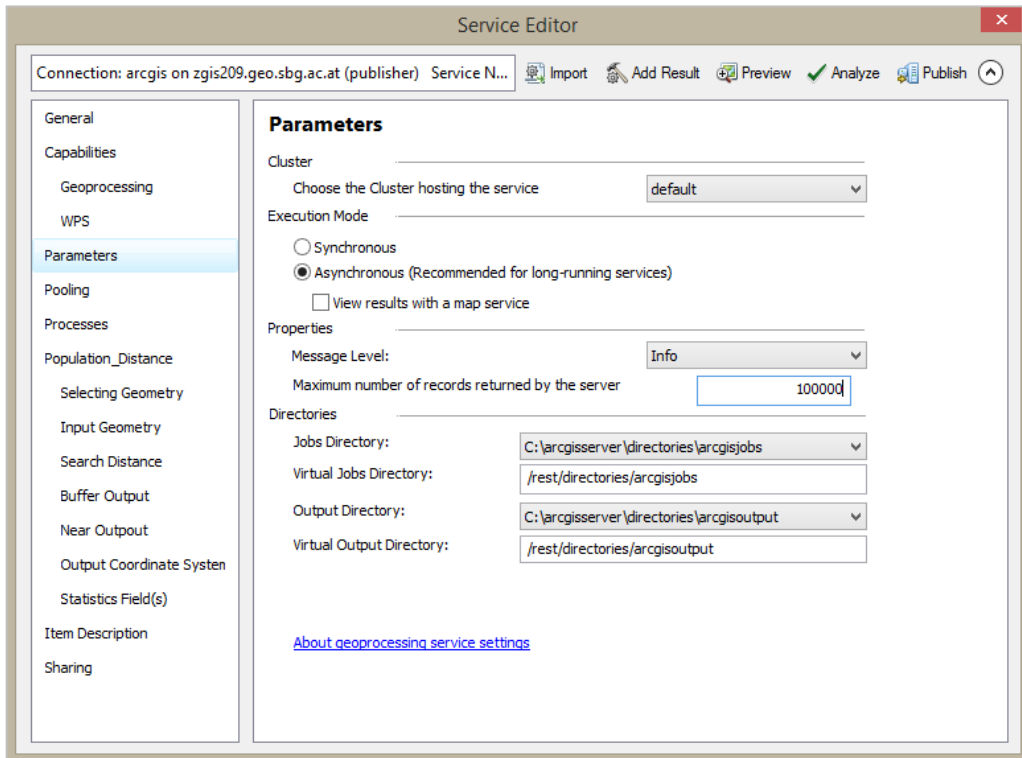 Service Editor
Connection: arcgis on zgis209.geo.sbg.ac.at (publisher) Service N... Import Add Result Preview Analyze Publish
General
Capabilities
Geoprocessing
WPS
Parameters
Pooling
Processes
Population_Distance
Selecting Geometry
Input Geometry
Search Distance
Buffer Output
Near Outpout
Output Coordinate System
Statistics Field(s)
Item Description
Sharing
Parameters
Cluster
Choose the Cluster hosting the service default
Execution Mode
Synchronous
Asynchronous (Recommended for long-running services)
View results with a map service
Properties
Message Level: Info
Maximum number of records returned by the server 100000
Directories
Jobs Directory: C:\arcgisserver\directories\arcgisjobs
Virtual Jobs Directory: /rest/directories/arcgisjobs
Output Directory: C:\arcgisserver\directories\arcgisoutput
Virtual Output Directory: /rest/directories/arcgisoutput
About geoprocessing service settings